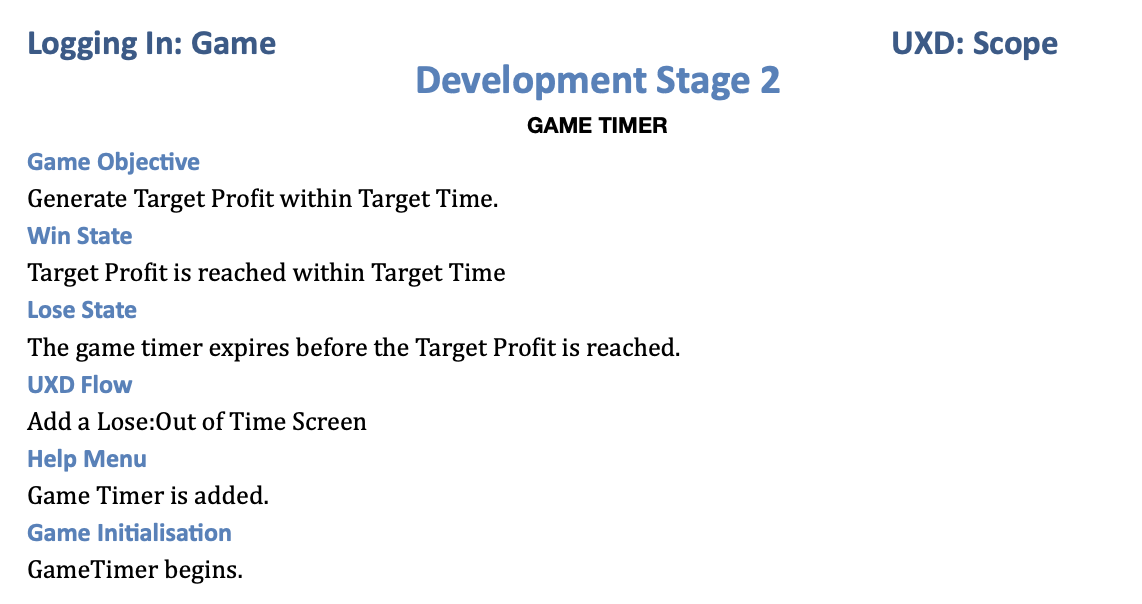 Logging In: Game
UXD: Scope
Development Stage 2
GAME TIMER
Game Objective
Generate Target Profit within Target Time.
Win State
Target Profit is reached within Target Time
Lose State
The game timer expires before the Target Profit is reached.
UXD Flow
Add a Lose:Out of Time Screen
Help Menu
Game Timer is added.
Game Initialisation
GameTimer begins.